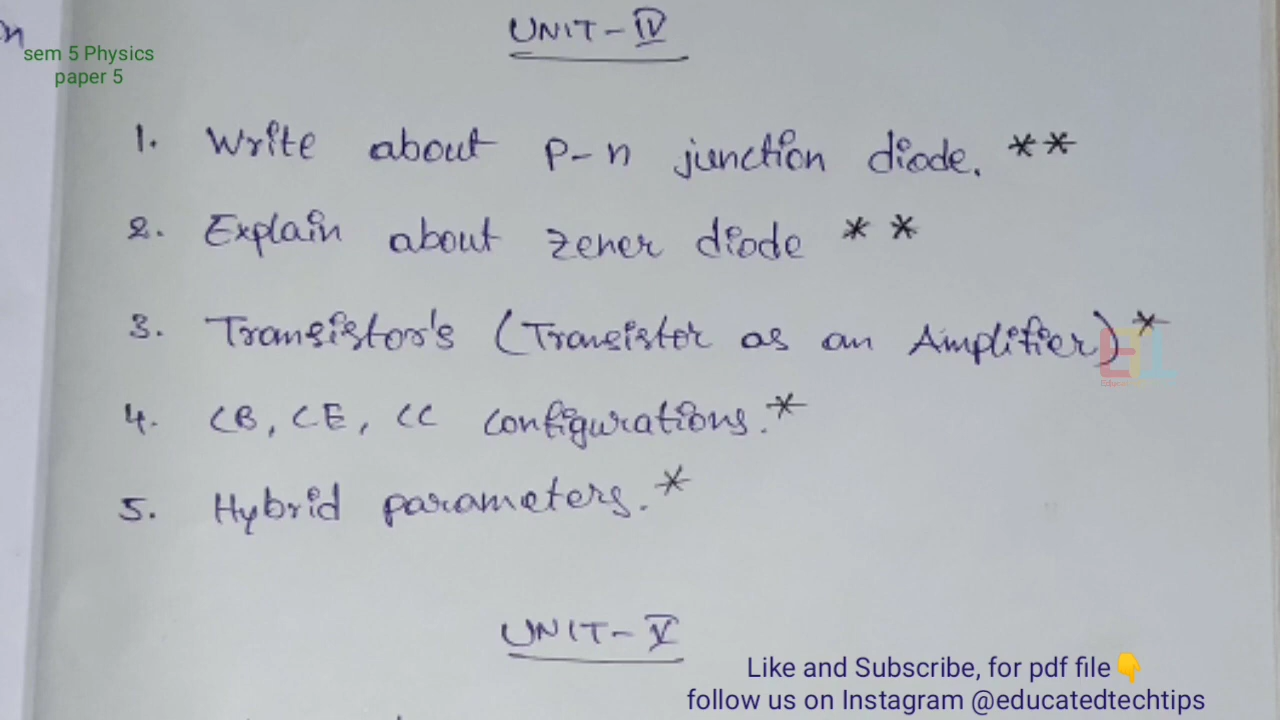 UNIT-IV
sem 5 Physics
paper 5
1. Write about P-n junction diode. **
2. Explain about zener diode **
3. Transistor's (Transistor as an Amplifier)*
4. CB, CE, CC configurations.*
5. Hybrid parameters.*
UNIT-V
Like and Subscribe, for pdf file👇
follow us on Instagram @educatedtechtips